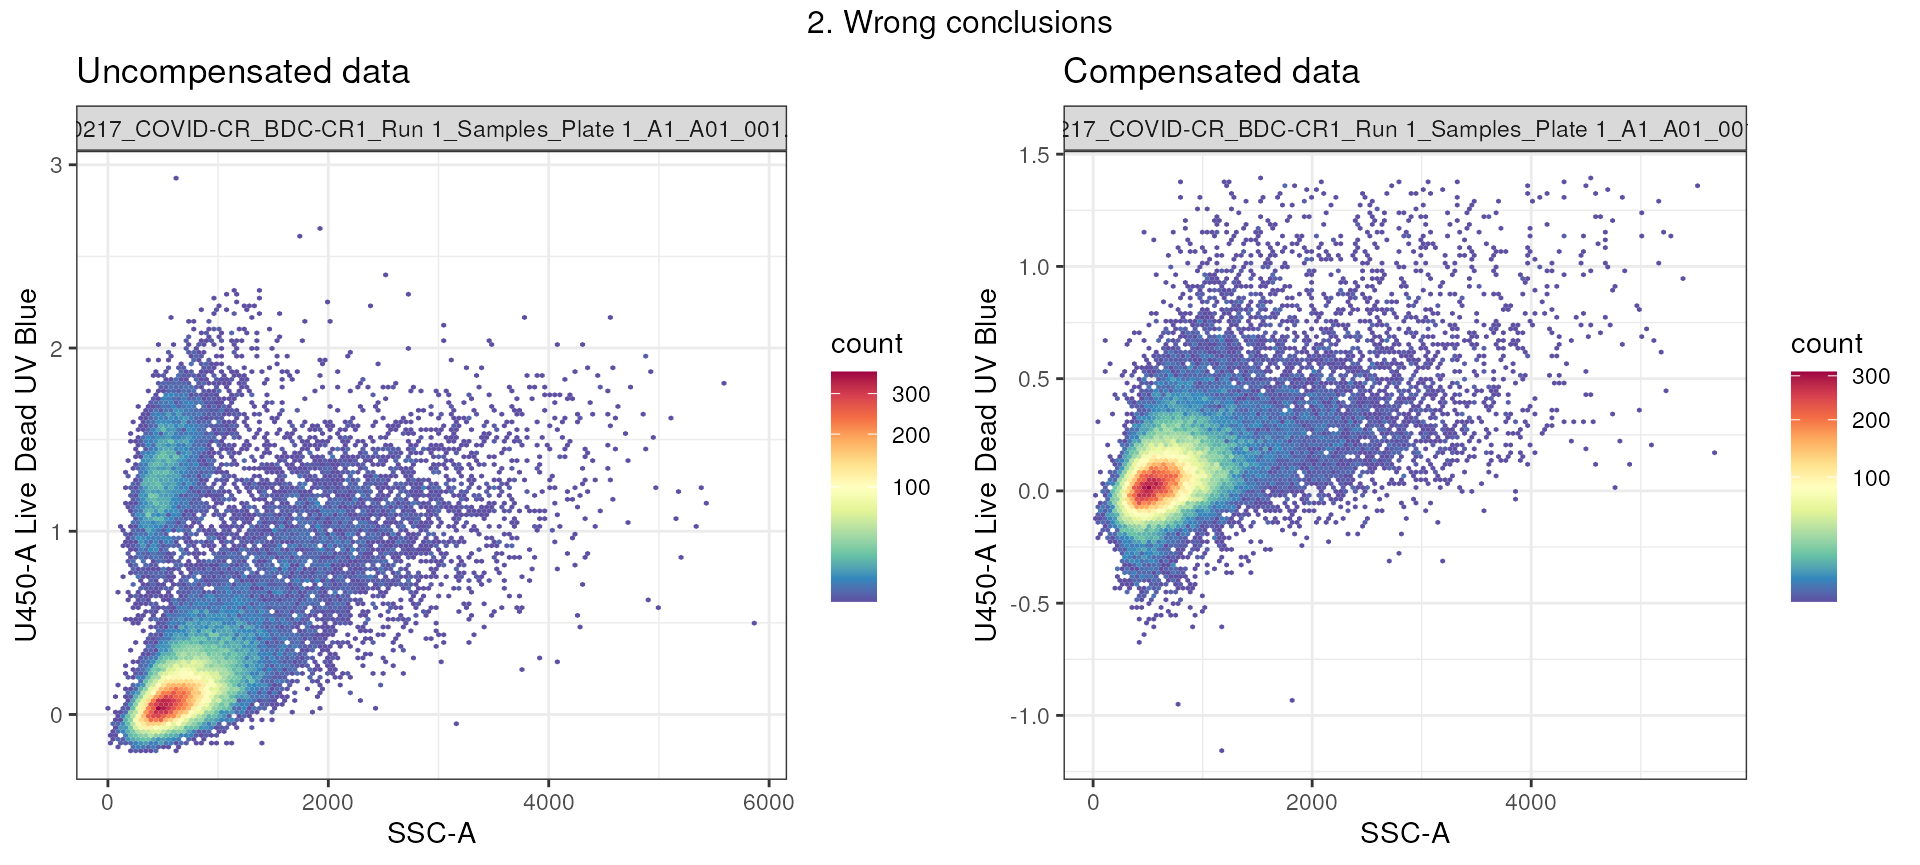 2. Wrong conclusions
Uncompensated data
0217_COVID-CR_BDC-CR1_Run 1_Samples_Plate 1_A1_A01_001.
3
2
1
0
0
2000
4000
6000
SSC-A
U450-A Live Dead UV Blue
count
300
200
100
Compensated data
217_COVID-CR_BDC-CR1_Run 1_Samples_Plate 1_A1_A01_00
1.5
1.0
0.5
0.0
-0.5
-1.0
0
2000
4000
SSC-A
U450-A Live Dead UV Blue
count
300
200
100